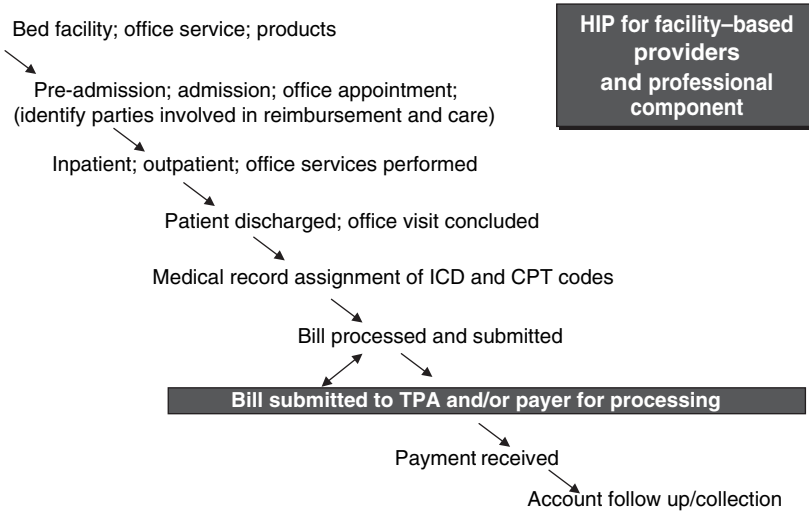 Bed facility; office service; products
HIP for facility–based
providers
and professional
component
Pre-admission; admission; office appointment;
(identify parties involved in reimbursement and care)
Inpatient; outpatient; office services performed
Patient discharged; office visit concluded
Medical record assignment of ICD and CPT codes
Bill processed and submitted
Bill submitted to TPA and/or payer for processing
Payment received
Account follow up/collection